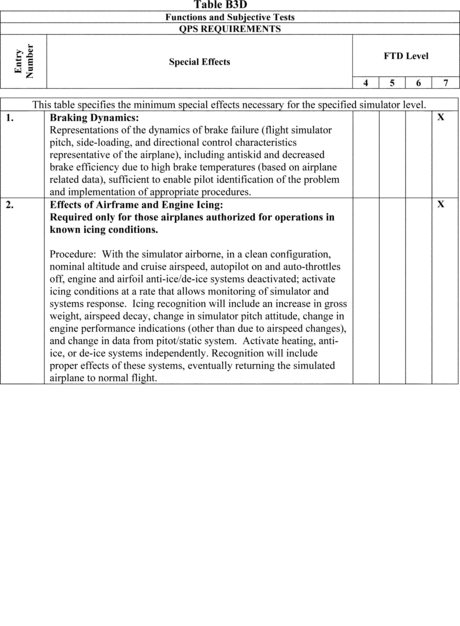 Table B3D
Functions and Subjective Tests
QPS REQUIREMENTS
Entry
Number
Special Effects
FTD Level
4 5 6 7
This table specifies the minimum special effects necessary for the specified simulator level.
1. Braking Dynamics: X
Representations of the dynamics of brake failure (flight simulator
pitch, side-loading, and directional control characteristics
representative of the airplane), including antiskid and decreased
brake efficiency due to high brake temperatures (based on airplane
related data), sufficient to enable pilot identification of the problem
and implementation of appropriate procedures.
2. Effects of Airframe and Engine Icing: X
Required only for those airplanes authorized for operations in
known icing conditions.
Procedure: With the simulator airborne, in a clean configuration,
nominal altitude and cruise airspeed, autopilot on and auto-throttles
off, engine and airfoil anti-ice/de-ice systems deactivated; activate
icing conditions at a rate that allows monitoring of simulator and
systems response. Icing recognition will include an increase in gross
weight, airspeed decay, change in simulator pitch attitude, change in
engine performance indications (other than due to airspeed changes),
and change in data from pitot/static system. Activate heating, anti-
ice, or de-ice systems independently. Recognition will include
proper effects of these systems, eventually returning the simulated
airplane to normal flight.